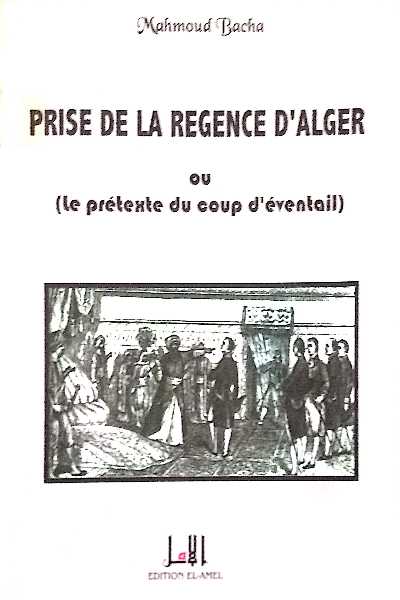 Mahmoud Bacha
PRISE DE LA REGENCE D'ALGER
ou
(Le prétexte du coup d'éventail)
الأمل
EDITION EL-AMEL